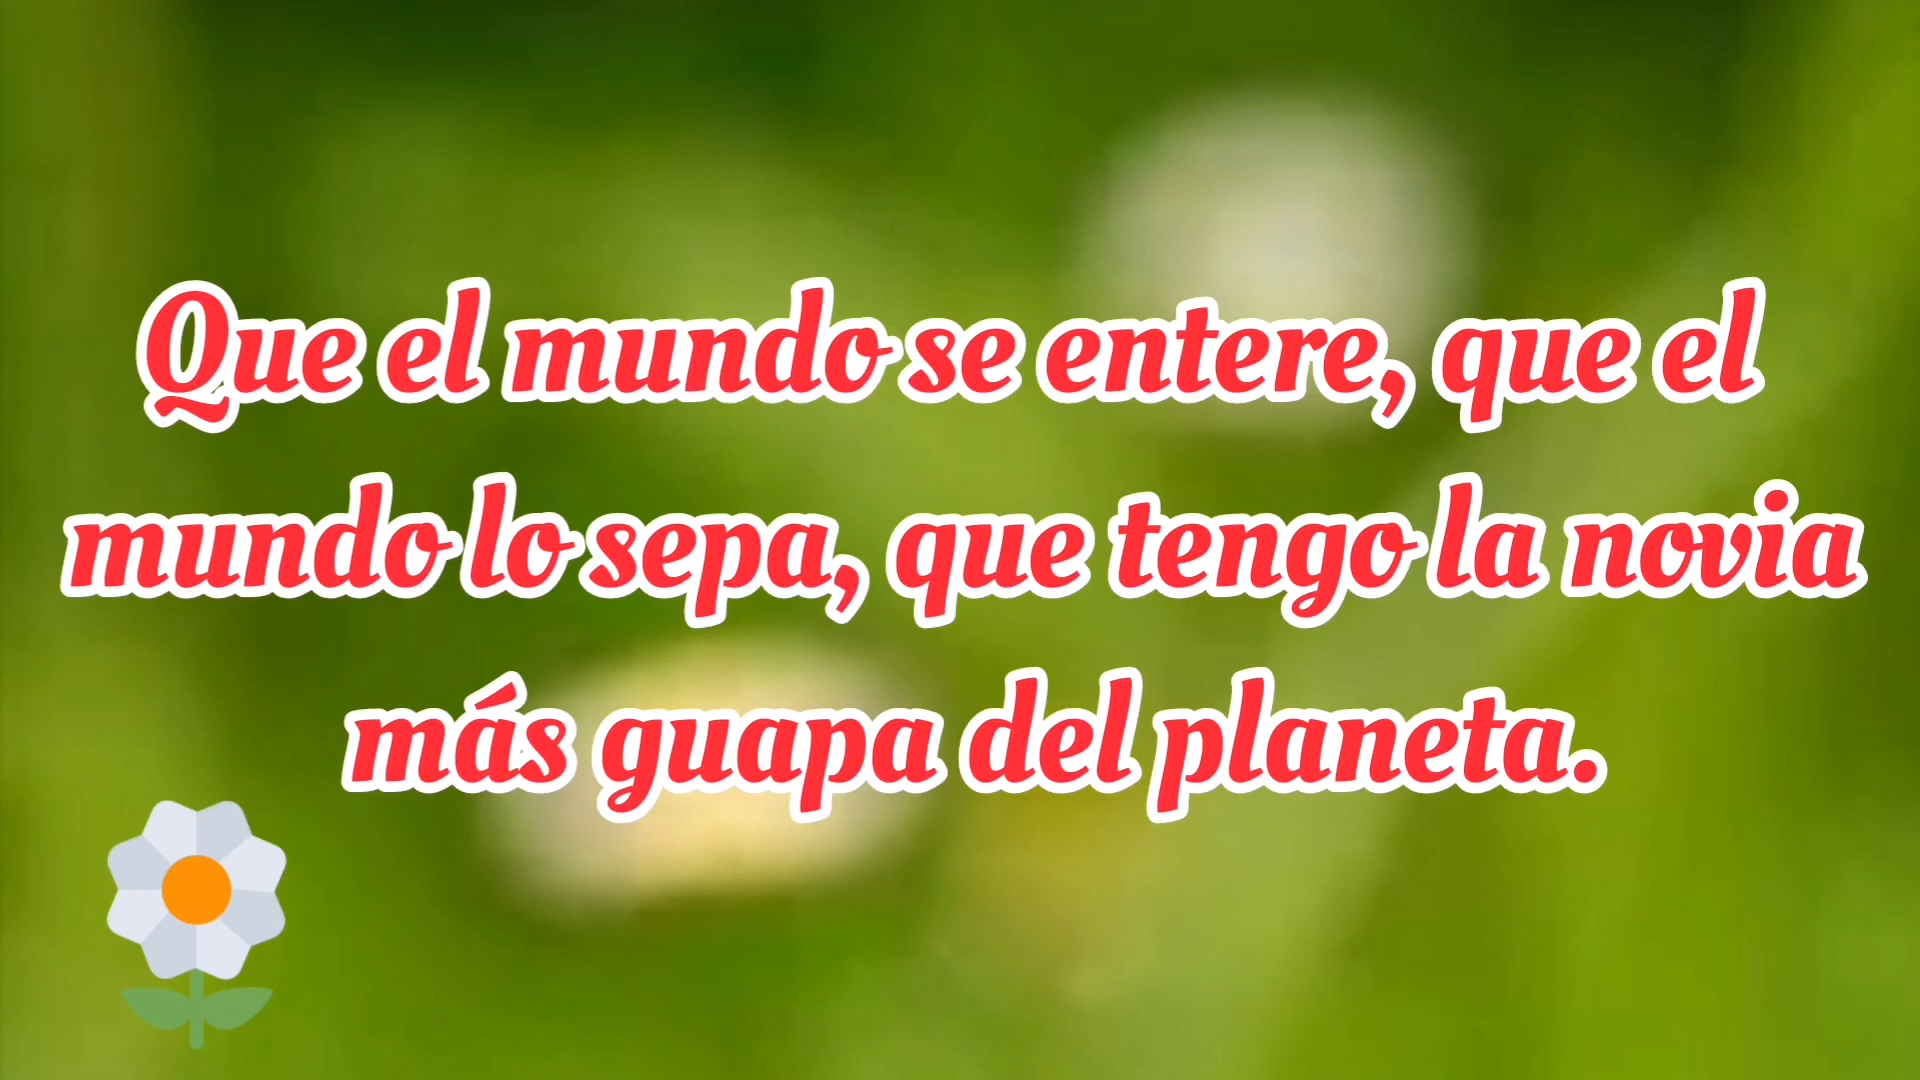 Que el mundo se entere, que el
mundo lo sepa, que tengo la novia
más guapa del planeta.